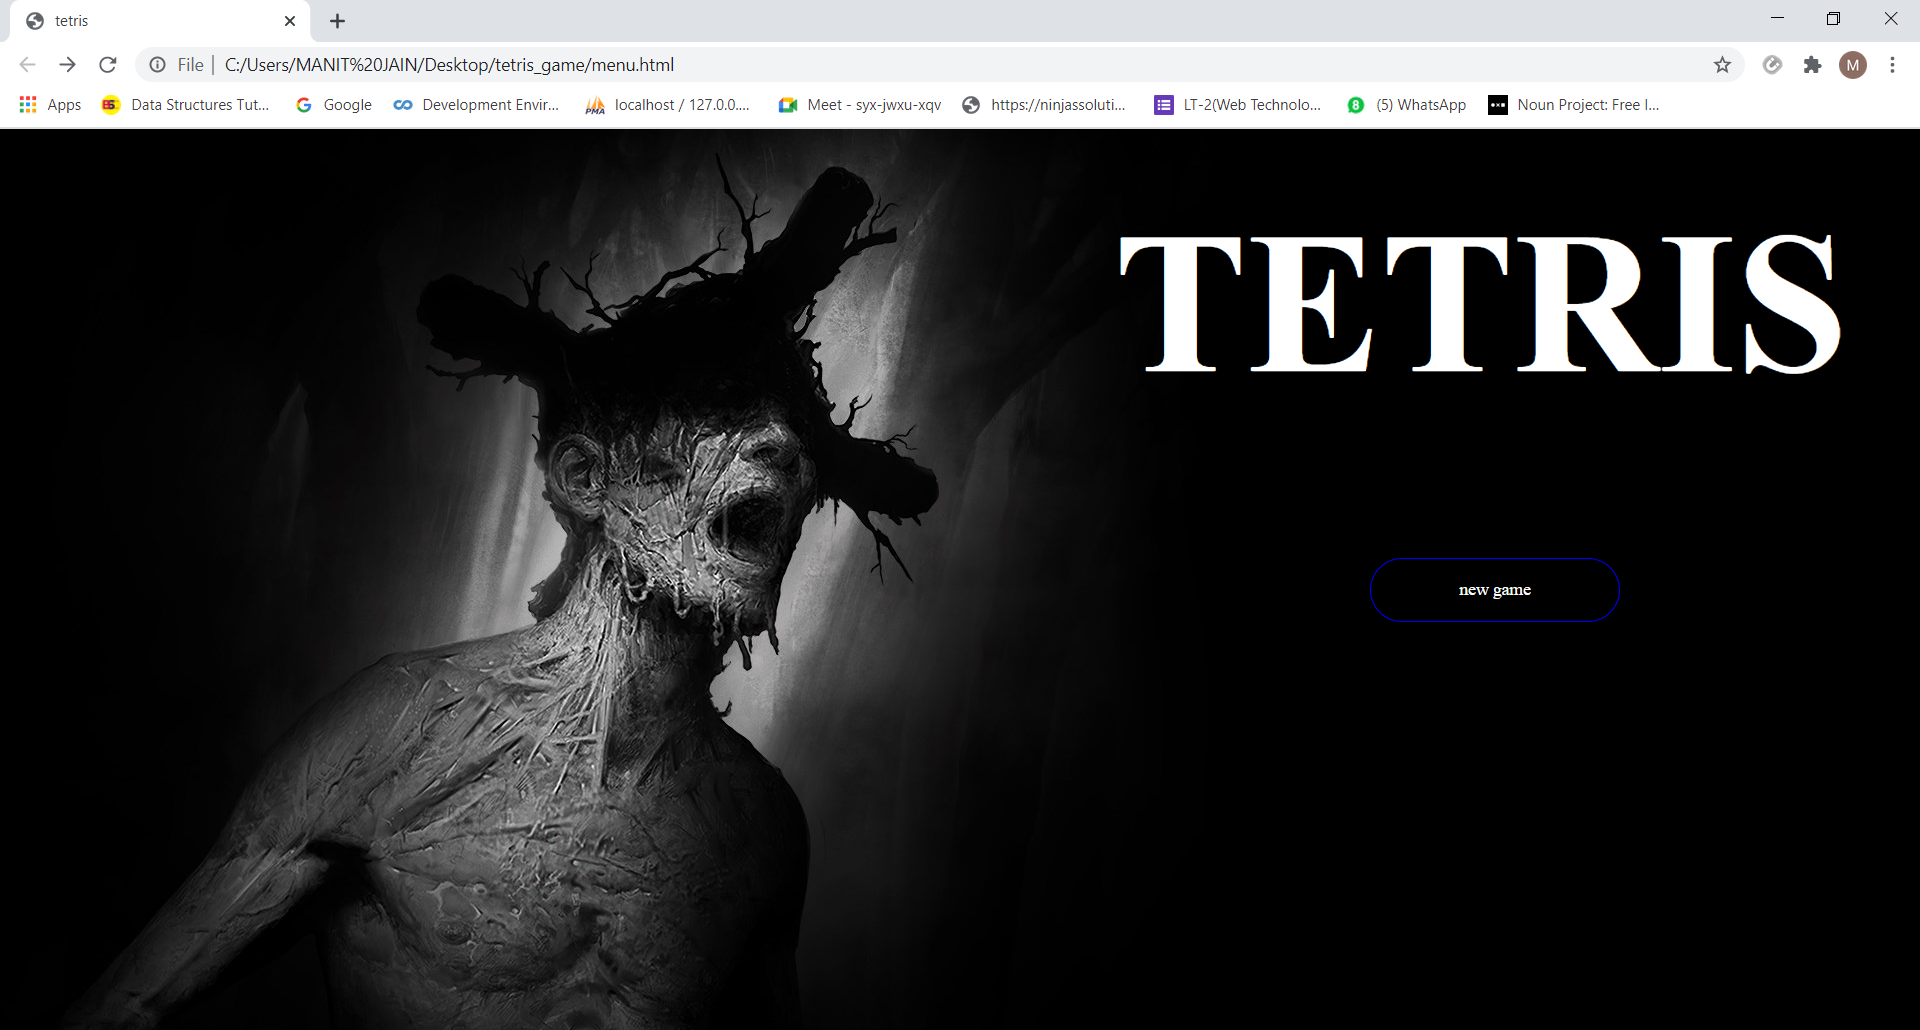 tetris
File | C:/Users/MANIT%20JAIN/Desktop/tetris_game/menu.html
M
Apps
Data Structures Tut...
Google
Development Envir...
PMA
localhost / 127.0.0....
Meet - syx-jwxu-xqv
https://ninjassoluti...
LT-2(Web Technolo...
8
(5) WhatsApp
Noun Project: Free I...
TETRIS
new game